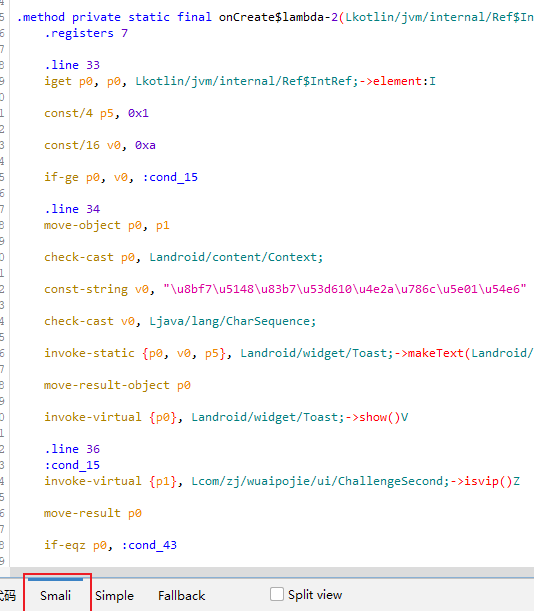 .method private static final onCreate$lambda-2(Lkotlin/jvm/internal/Ref$In
.registers 7
.line 33
iget p0, p0, Lkotlin/jvm/internal/Ref$IntRef;->element:I
const/4 p5, 0x1
const/16 v0, 0xa
if-ge p0, v0, :cond_15
.line 34
move-object p0, p1
check-cast p0, Landroid/content/Context;
const-string v0, "\u8bf7\u5148\u83b7\u53d610\u4e2a\u786c\u5e01\u54e6"
check-cast v0, Ljava/lang/CharSequence;
invoke-static {p0, v0, p5}, Landroid/widget/Toast;->makeText(Landroid/
move-result-object p0
invoke-virtual {p0}, Landroid/widget/Toast;->show()V
.line 36
:cond_15
invoke-virtual {p1}, Lcom/zj/wuaipojie/ui/ChallengeSecond;->isvip()Z
move-result p0
if-eqz p0, :cond_43
码 Smali Simple Fallback Split view